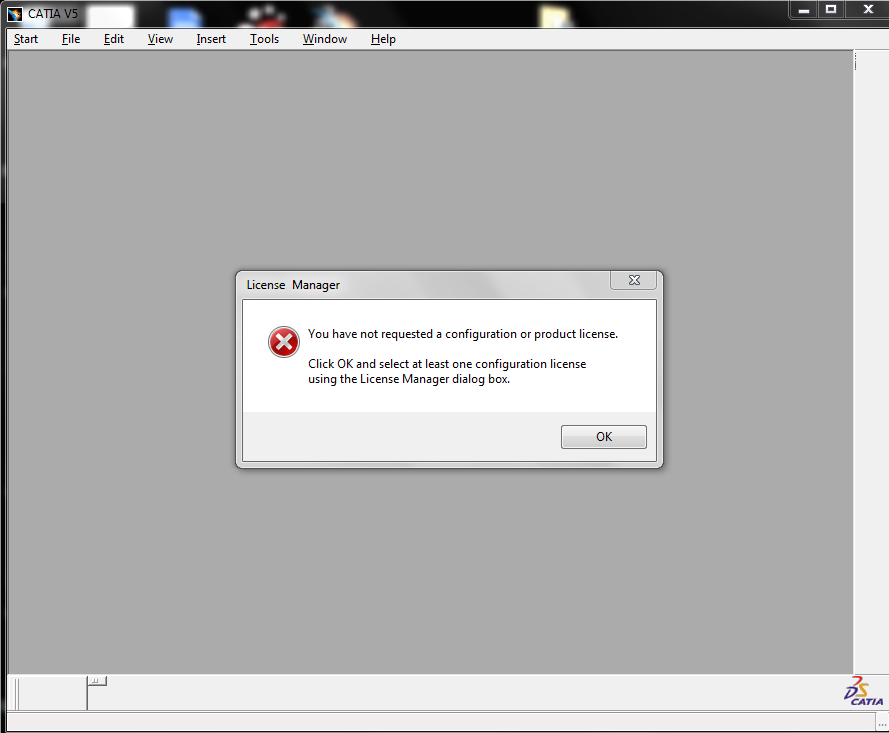 CATIA V5
Start File Edit View Insert Tools Window Help
License Manager
You have not requested a configuration or product license.
Click OK and select at least one configuration license
using the License Manager dialog box.
OK
DS
CATIA